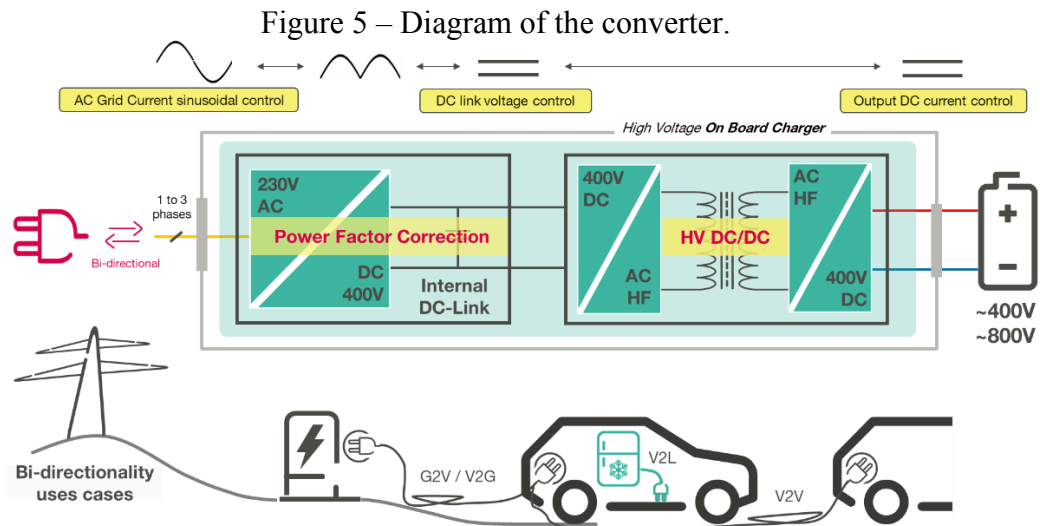 Figure 5 – Diagram of the converter.
AC Grid Current sinusoidal control
DC link voltage control
Output DC current control
High Voltage On Board Charger
1 to 3
phases
Bi-directional
230V
AC
Power Factor Correction
DC
400V
Internal
DC-Link
400V
DC
AC
HF
HV DC/DC
AC
HF
400V
DC
+
−
~400V
~800V
Bi-directionality
uses cases
G2V / V2G
V2L
V2V